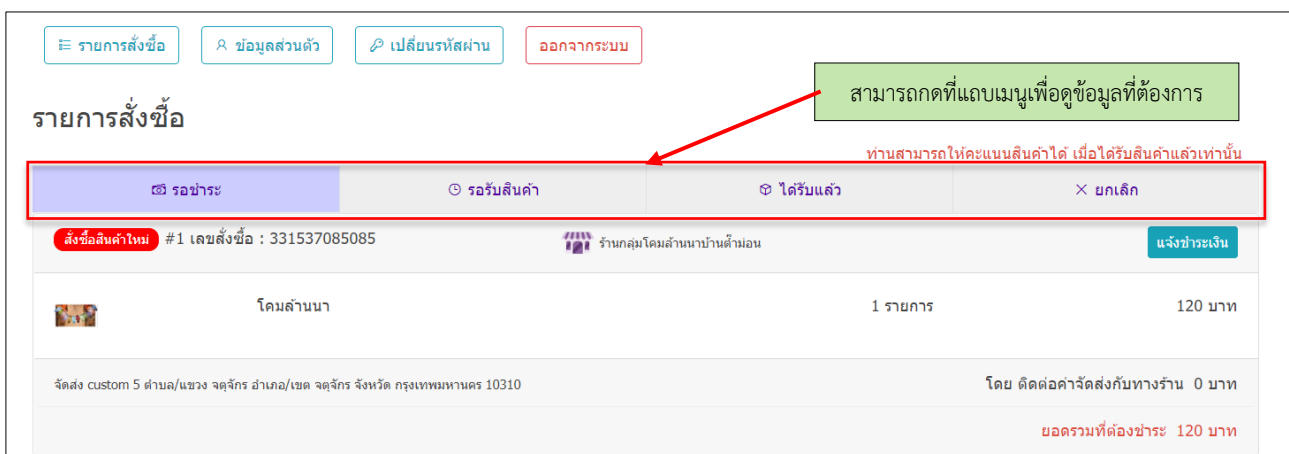 รายการสั่งซื้อ ข้อมูลส่วนตัว เปลี่ยนรหัสผ่าน ออกจากระบบ
สามารถกดที่แถบเมนูเพื่อดูข้อมูลที่ต้องการ
รายการสั่งซื้อ
ท่านสามารถให้คะแนนสินค้าได้ เมื่อได้รับสินค้าแล้วเท่านั้น
รอชำระ รอรับสินค้า ได้รับแล้ว ยกเลิก
สั่งซื้อสินค้าใหม่ #1 เลขสั่งซื้อ : 331537085085 ร้านกลุ่มโคมล้านนาบ้านต๊ำม่อน แจ้งชำระเงิน
โคมล้านนา 1 รายการ 120 บาท
จัดส่ง custom 5 ตำบล/แขวง จตุจักร อำเภอ/เขต จตุจักร จังหวัด กรุงเทพมหานคร 10310 โดย ติดต่อค่าจัดส่งกับทางร้าน 0 บาท
ยอดรวมที่ต้องชำระ 120 บาท